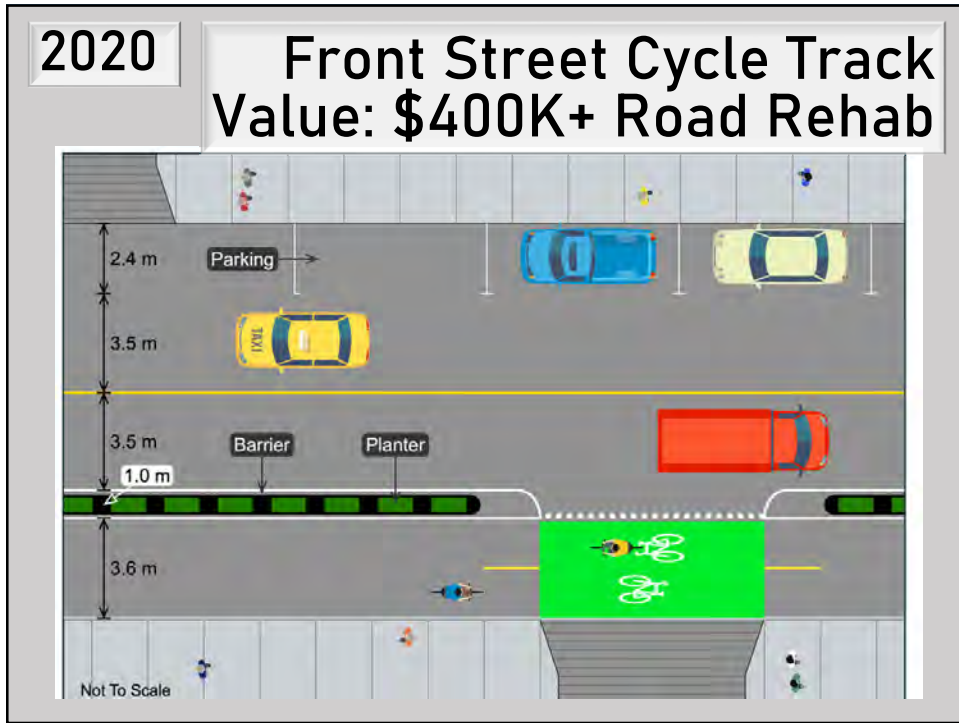 2020
Front Street Cycle Track
Value: $400K+ Road Rehab
2.4 m
Parking
3.5 m
TAXI
3.5 m
Barrier
Planter
1.0 m
3.6 m
Not To Scale